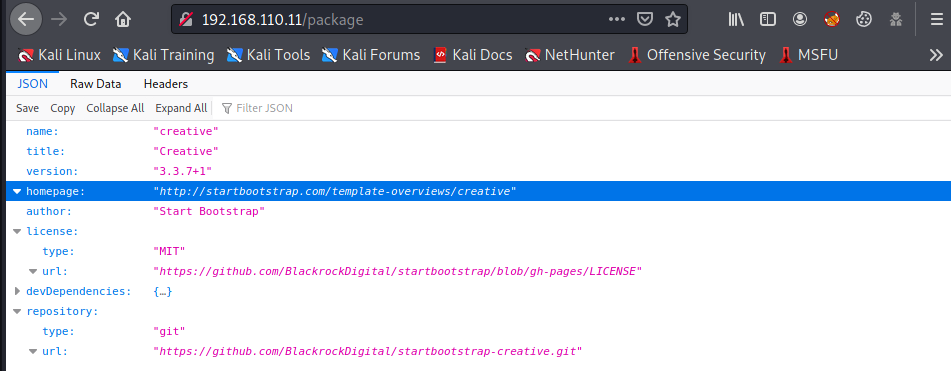 192.168.110.11/package
Kali Linux Kali Training Kali Tools Kali Forums Kali Docs NetHunter Offensive Security MSFU
JSON Raw Data Headers
Save Copy Collapse All Expand All Filter JSON
name: "creative"
title: "Creative"
version: "3.3.7+1"
homepage: "http://startbootstrap.com/template-overviews/creative"
author: "Start Bootstrap"
license:
type: "MIT"
url: "https://github.com/BlackrockDigital/startbootstrap/blob/gh-pages/LICENSE"
devDependencies: {…}
repository:
type: "git"
url: "https://github.com/BlackrockDigital/startbootstrap-creative.git"